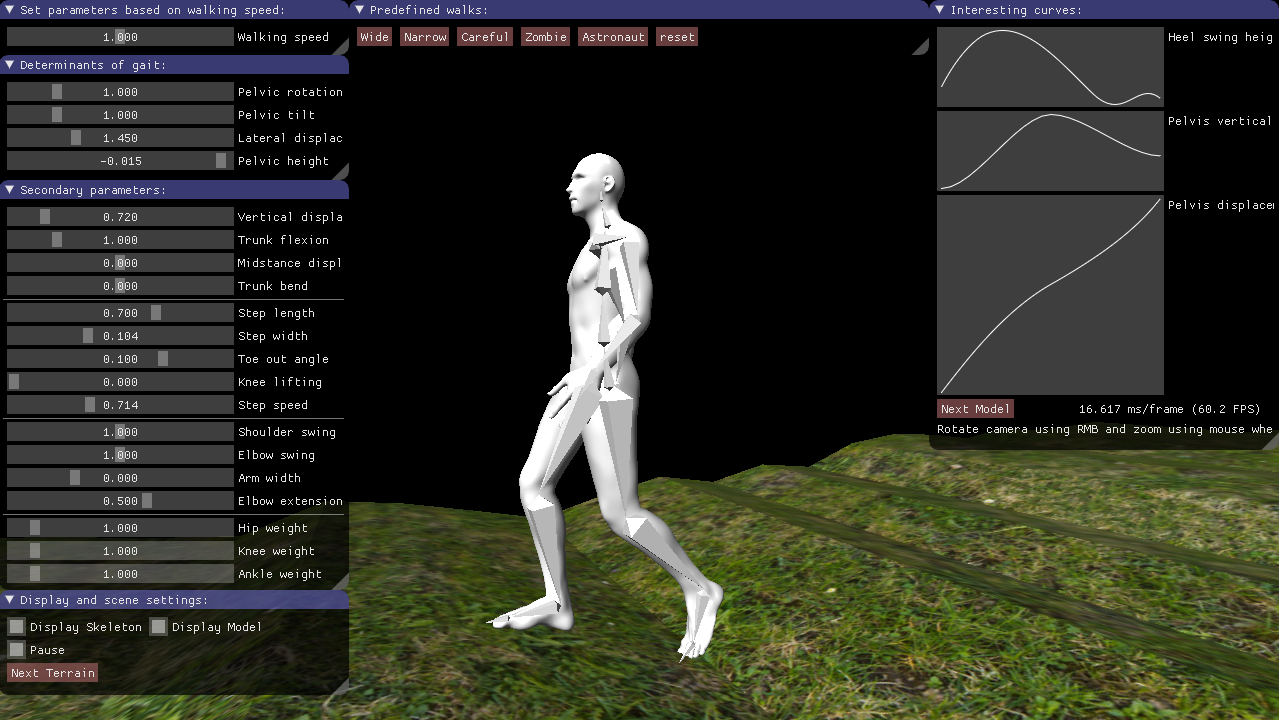 Set parameters based on walking speed:
1.000 Walking speed
Determinants of gait:
1.000 Pelvic rotation
1.000 Pelvic tilt
1.450 Lateral displac
-0.015 Pelvic height
Secondary parameters:
0.720 Vertical displa
1.000 Trunk flexion
0.000 Midstance displ
0.000 Trunk bend
0.700 Step length
0.104 Step width
0.100 Toe out angle
0.000 Knee lifting
0.714 Step speed
1.000 Shoulder swing
1.000 Elbow swing
0.000 Arm width
0.500 Elbow extension
1.000 Hip weight
1.000 Knee weight
1.000 Ankle weight
Display and scene settings:
Display Skeleton Display Model
Pause
Next Terrain
Predefined walks:
Wide Narrow Careful Zombie Astronaut reset
Interesting curves:
Heel swing heig
Pelvis vertical
Pelvis displace
Next Model 16.617 ms/frame (60.2 FPS)
Rotate camera using RMB and zoom using mouse whe